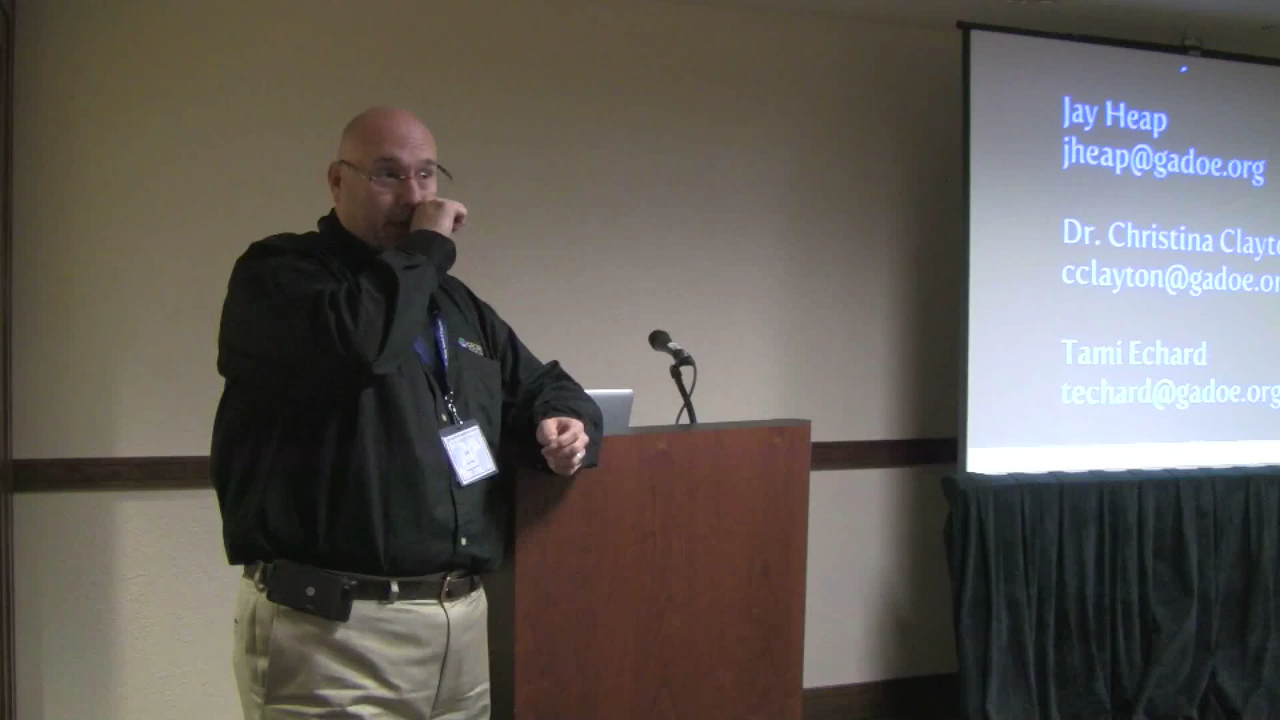 Jay Heap
jheap@gadoe.org
Dr. Christina Clayto
cclayton@gadoe.or
Tami Echard
techard@gadoe.org